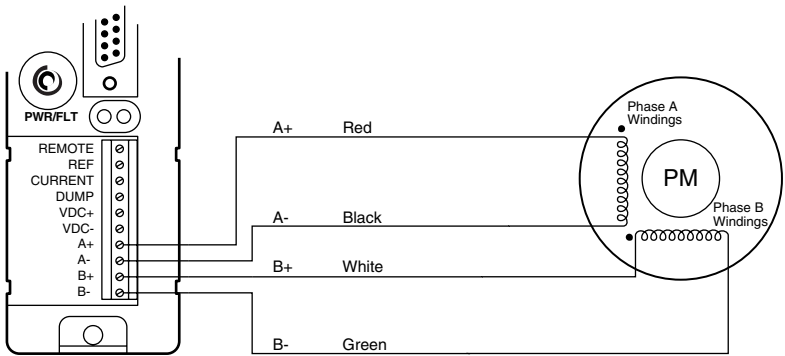 PWR/FLT
REMOTE
REF
CURRENT
DUMP
VDC+
VDC-
A+
A-
B+
B-
A+ Red
A- Black
B+ White
B- Green
Phase A
Windings
PM
Phase B
Windings